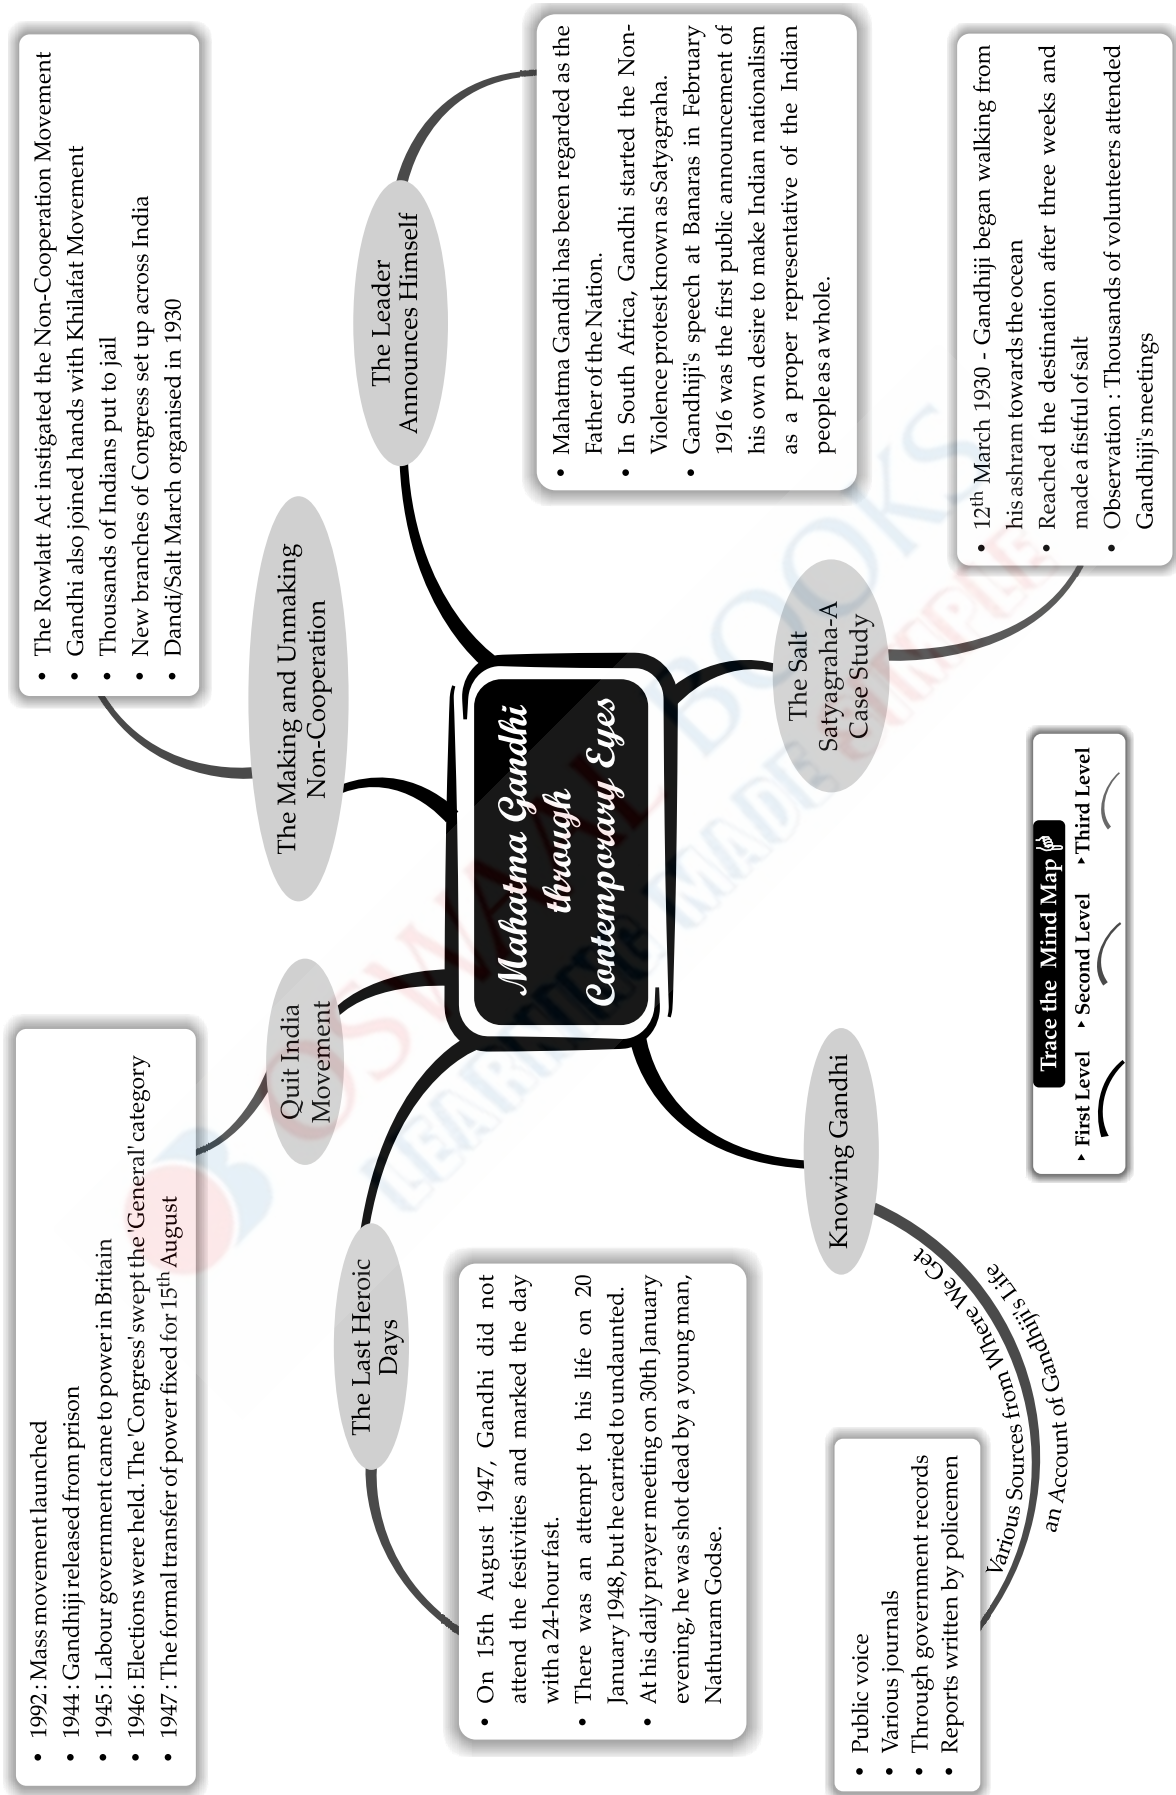 Mahatma Gandhi
through
Contemporary Eyes
The Leader
Announces Himself
• Mahatma Gandhi has been regarded as the
Father of the Nation.
• In South Africa, Gandhi started the Non-
Violence protest known as Satyagraha.
• Gandhiji's speech at Banaras in February
1916 was the first public announcement of
his own desire to make Indian nationalism
as a proper representative of the Indian
people as a whole.
The Making and Unmaking
Non-Cooperation
• The Rowlatt Act instigated the Non-Cooperation Movement
• Gandhi also joined hands with Khilafat Movement
• Thousands of Indians put to jail
• New branches of Congress set up across India
• Dandi/Salt March organised in 1930
The Salt
Satyagraha-A
Case Study
• 12th March 1930 - Gandhiji began walking from
his ashram towards the ocean
• Reached the destination after three weeks and
made a fistful of salt
• Observation : Thousands of volunteers attended
Gandhiji's meetings
Quit India
Movement
• 1992 : Mass movement launched
• 1944 : Gandhiji released from prison
• 1945 : Labour government came to power in Britain
• 1946 : Elections were held. The 'Congress' swept the 'General' category
• 1947 : The formal transfer of power fixed for 15th August
The Last Heroic
Days
• On 15th August 1947, Gandhi did not
attend the festivities and marked the day
with a 24-hour fast.
• There was an attempt to his life on 20
January 1948, but he carried to undaunted.
• At his daily prayer meeting on 30th January
evening, he was shot dead by a young man,
Nathuram Godse.
Knowing Gandhi
Various Sources from Where We Get
an Account of Gandhiji's Life
• Public voice
• Various journals
• Through government records
• Reports written by policemen
Trace the Mind Map
First Level
Second Level
Third Level
OSWAAL BOOKS
LEARNING MADE SIMPLE